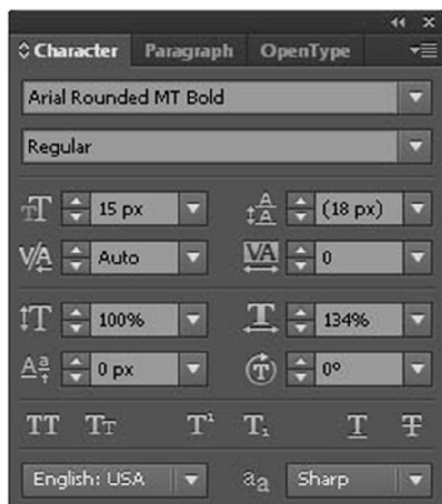 Character Paragraph OpenType
Arial Rounded MT Bold
Regular
15 px (18 px)
Auto 0
100% 134%
0 px 0°
English: USA Sharp